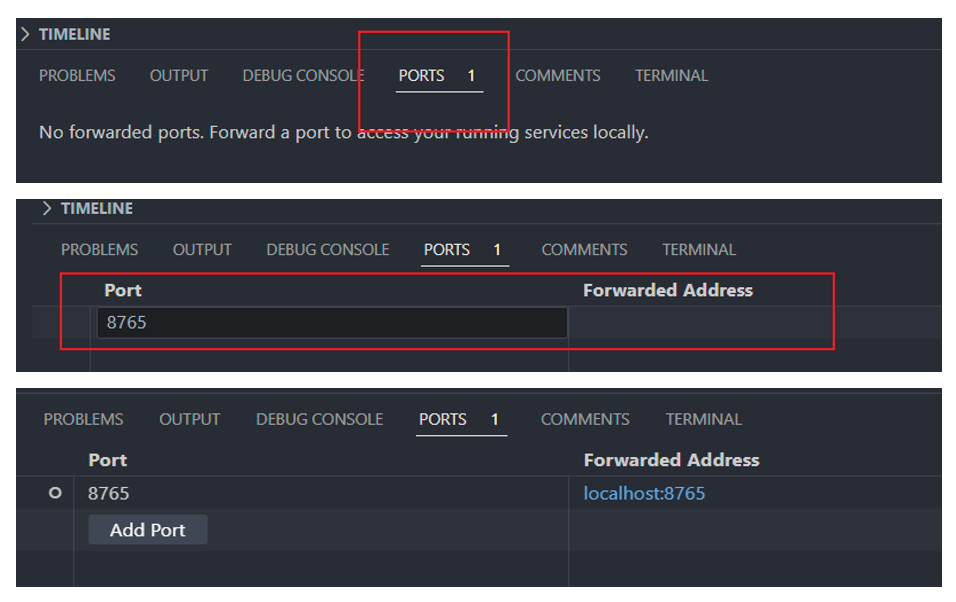 TIMELINE
PROBLEMS OUTPUT DEBUG CONSOLE PORTS 1 COMMENTS TERMINAL
No forwarded ports. Forward a port to access your running services locally.
TIMELINE
PROBLEMS OUTPUT DEBUG CONSOLE PORTS 1 COMMENTS TERMINAL
Port Forwarded Address
8765
PROBLEMS OUTPUT DEBUG CONSOLE PORTS 1 COMMENTS TERMINAL
Port Forwarded Address
8765 localhost:8765
Add Port